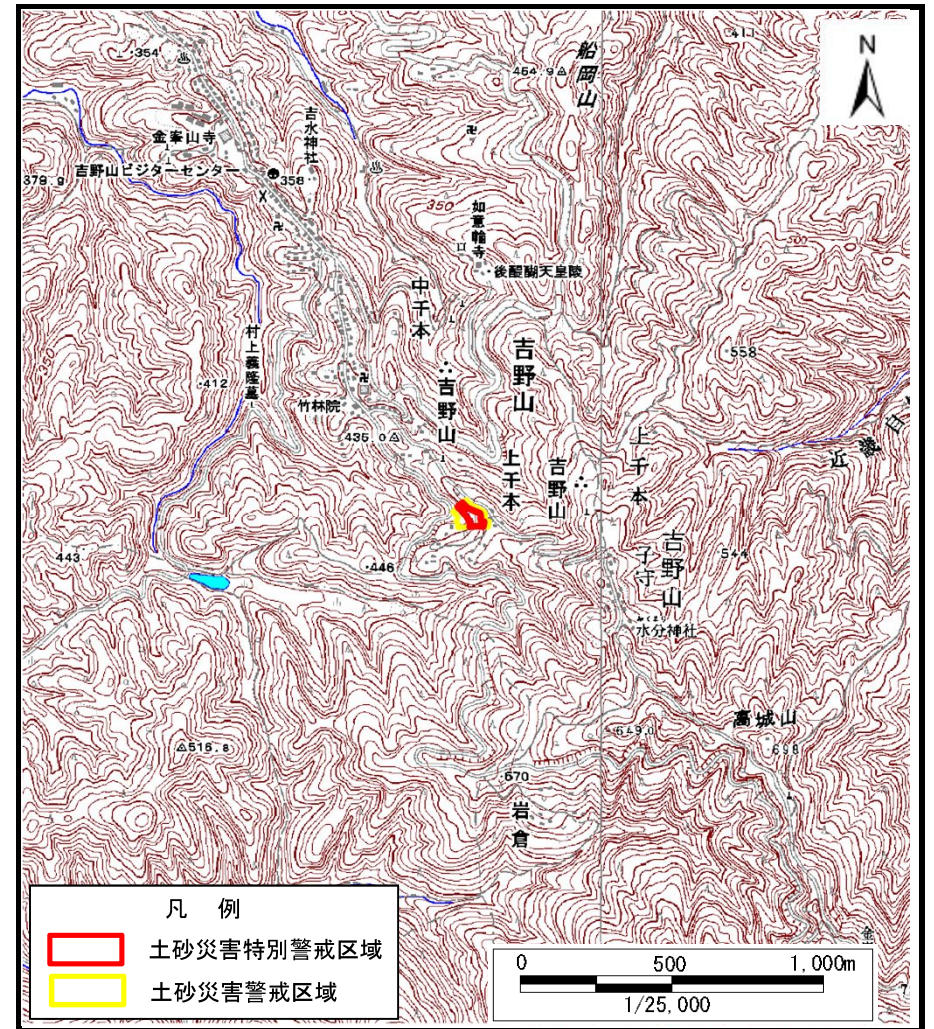 411
船岡山
N
354
454.9
金峯山寺
吉水神社
吉野山ビジターセンター
358
379.9
350
如意輪寺
後醍醐天皇陵
中千本
村上義隆墓
412
吉野山
吉野山
558
竹林院
435.0
上千本
吉野山
上千本
443
446
吉野山
子守
544
水分神社
高城山
516.8
649.0
698
670
岩倉
凡 例
土砂災害特別警戒区域
土砂災害警戒区域
0 500 1,000m
1/25,000